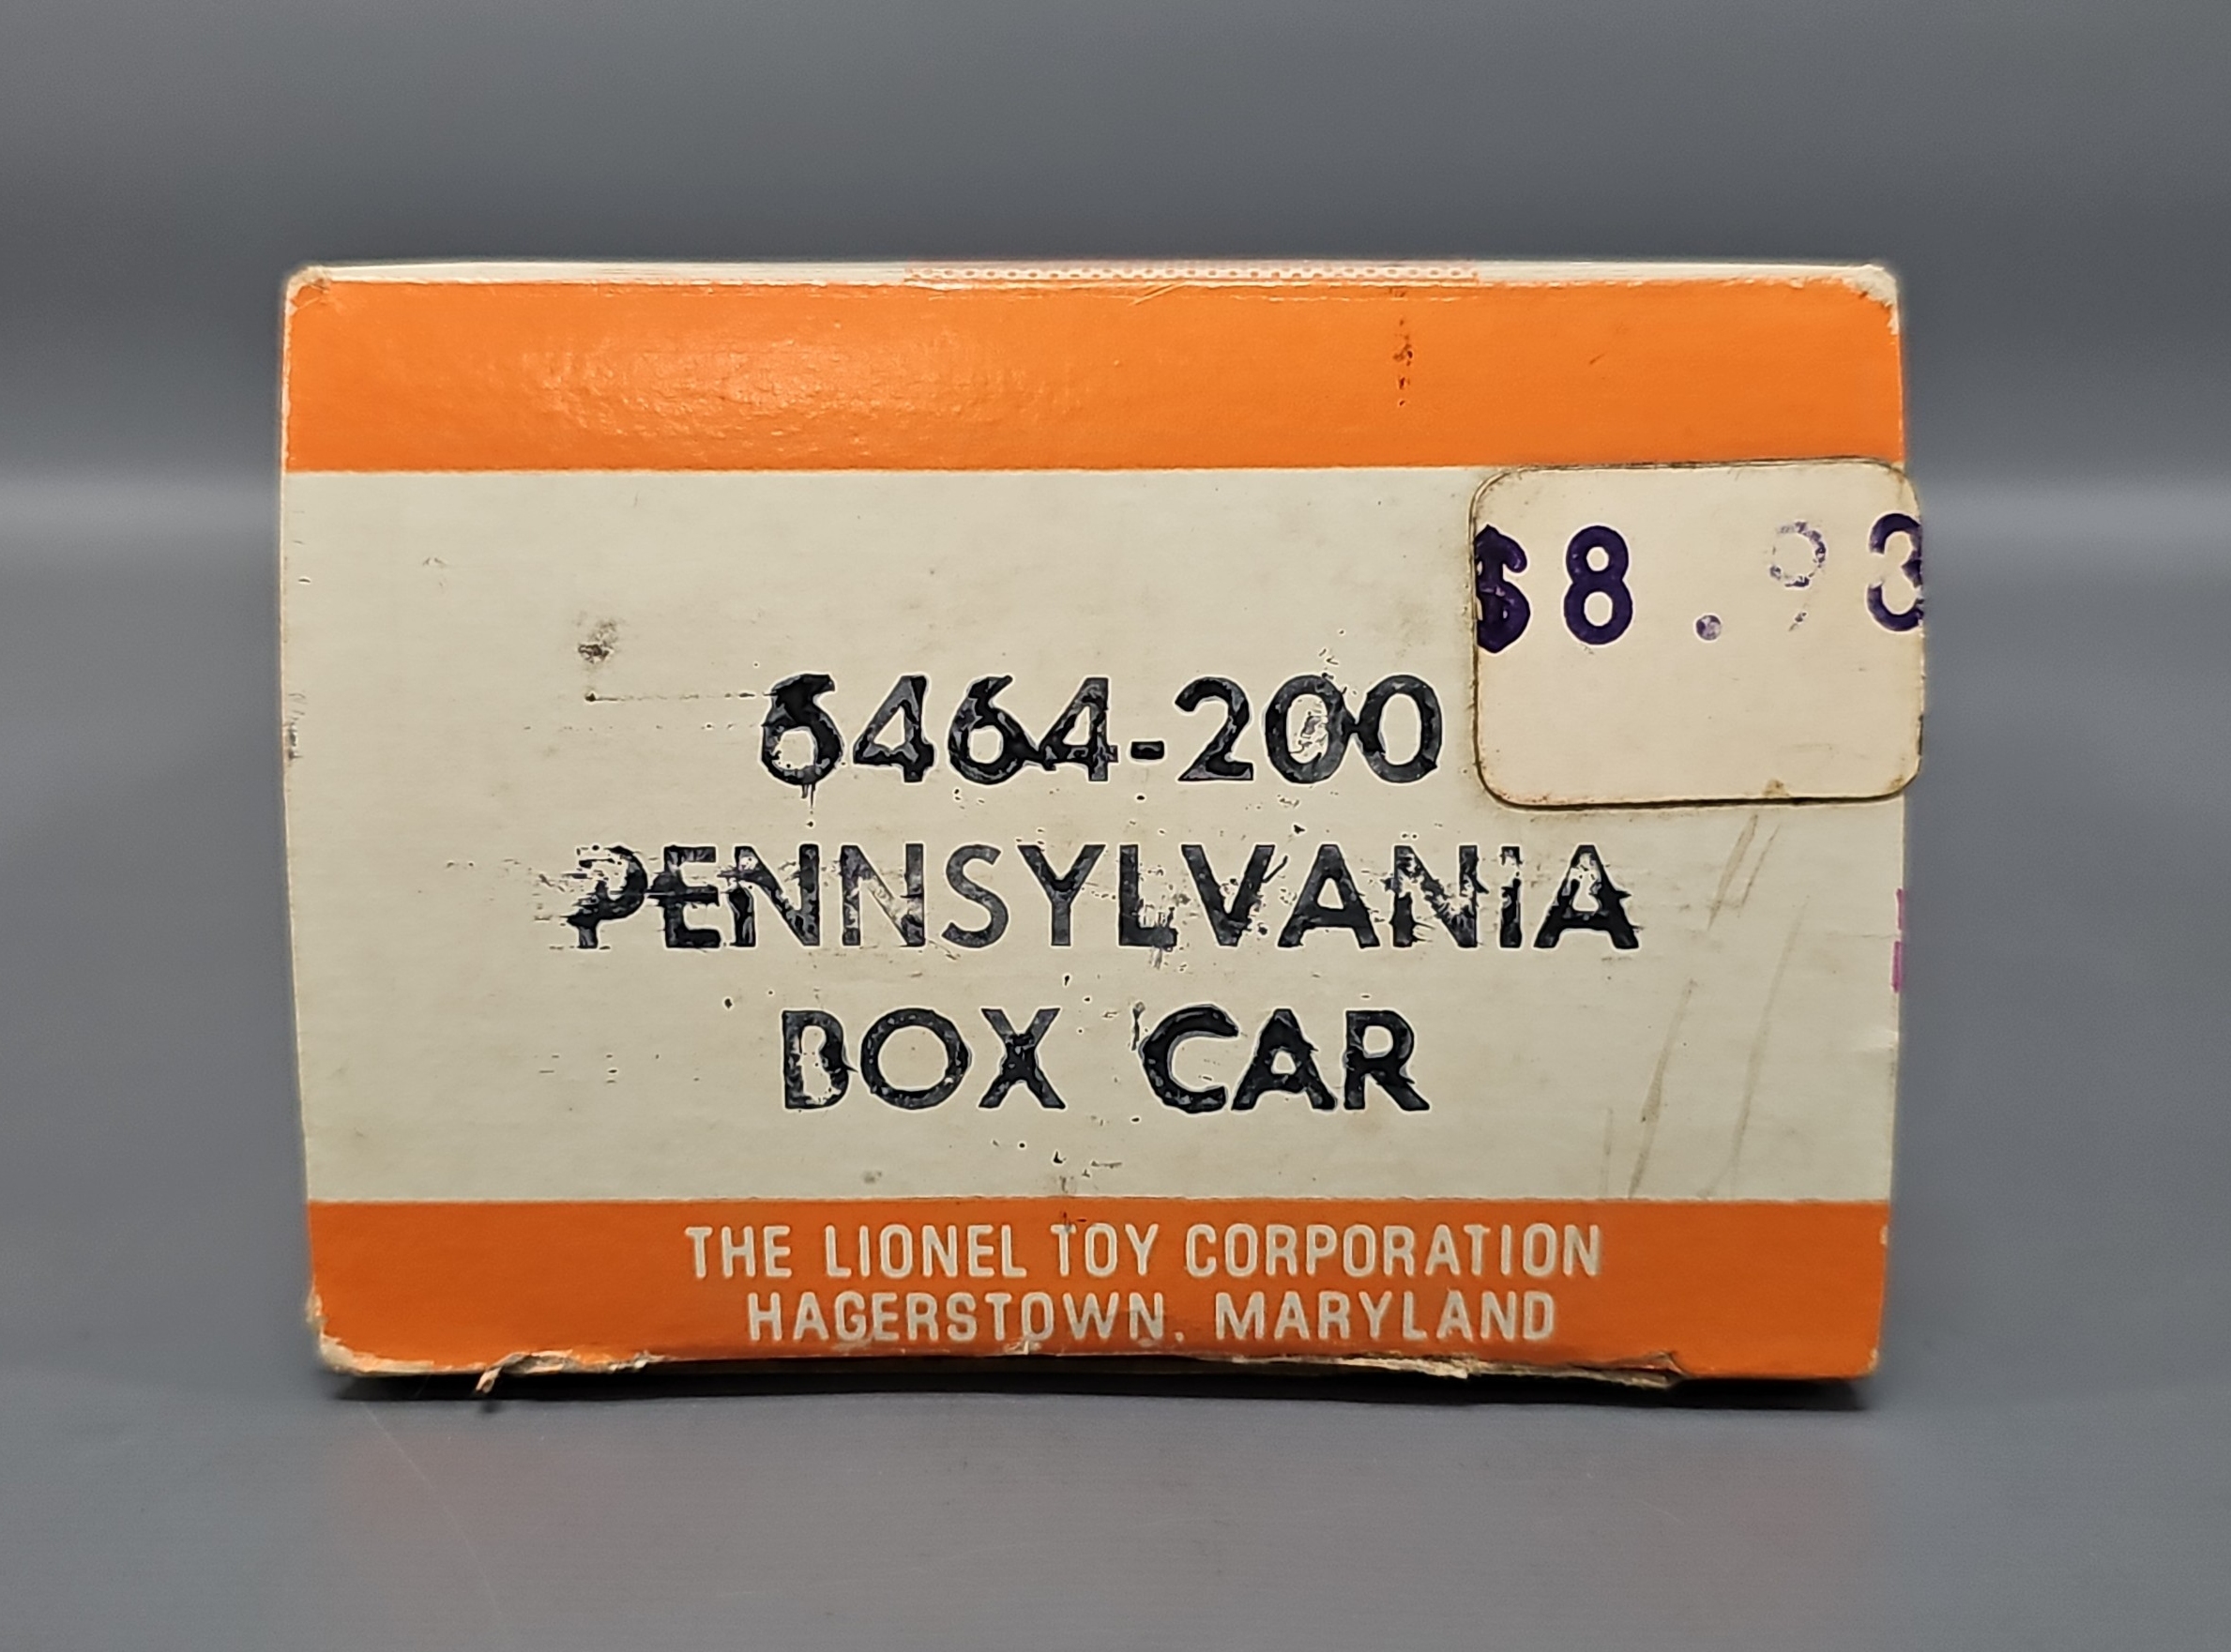 $8.93
6464-200
PENNSYLVANIA
BOX CAR
THE LIONEL TOY CORPORATION
HAGERSTOWN, MARYLAND